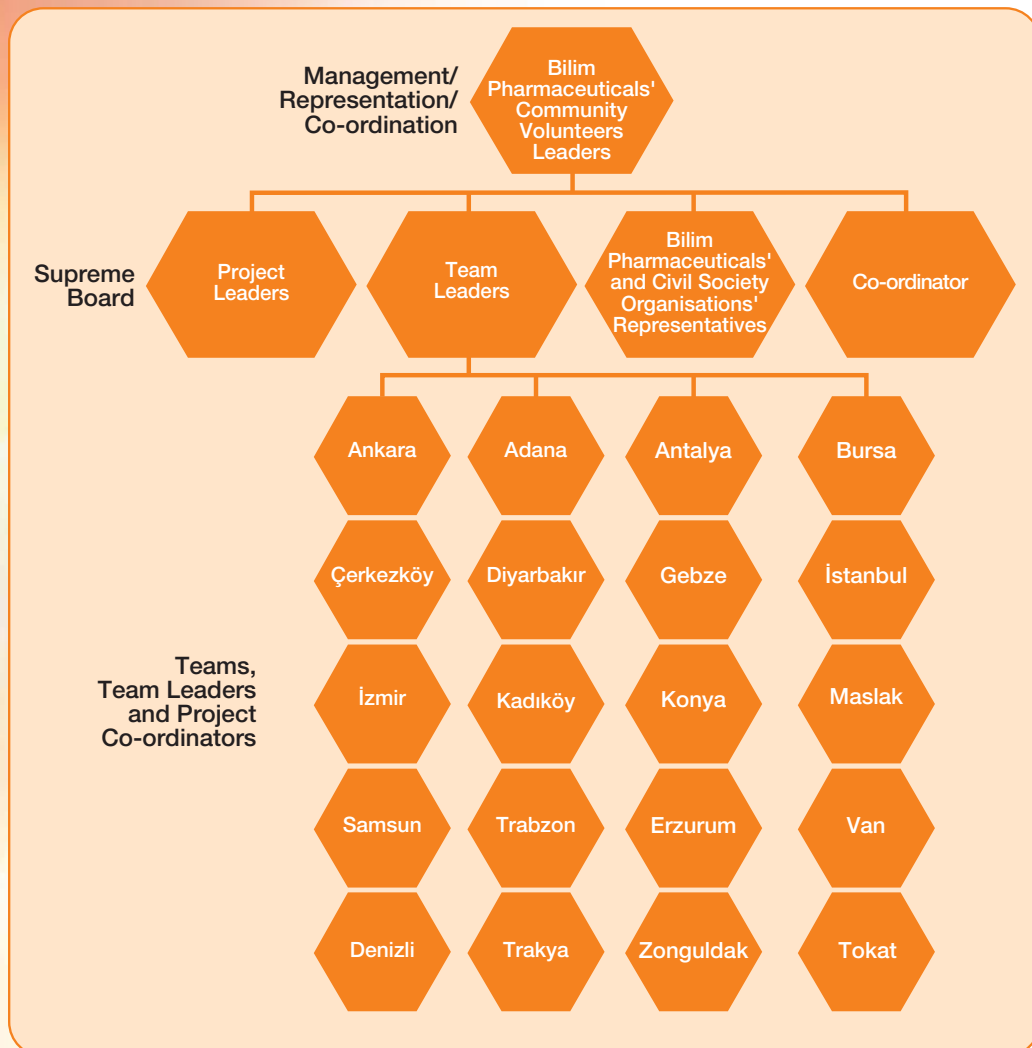 Management/
Representation/
Co-ordination
Bilim
Pharmaceuticals'
Community
Volunteers
Leaders
Supreme
Board
Project
Leaders
Team
Leaders
Bilim
Pharmaceuticals'
and Civil Society
Organisations'
Representatives
Co-ordinator
Teams,
Team Leaders
and Project
Co-ordinators
Ankara
Adana
Antalya
Bursa
Çerkezköy
Diyarbakır
Gebze
İstanbul
İzmir
Kadıköy
Konya
Maslak
Samsun
Trabzon
Erzurum
Van
Denizli
Trakya
Zonguldak
Tokat